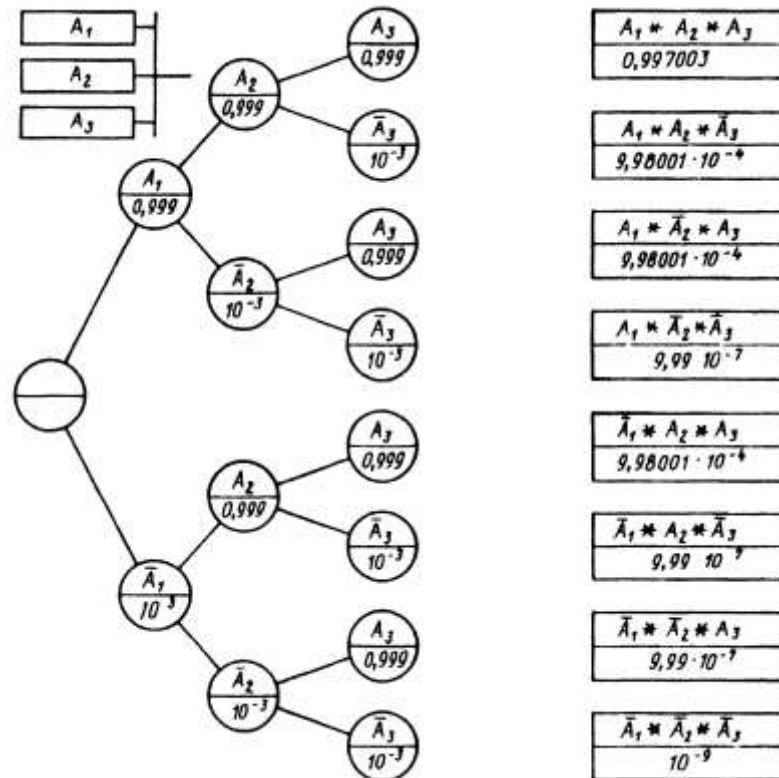 A₁
A₂
A₃
A₃
0,999
A₂
0,999
Ā₃
10⁻³
A₁
0,999
A₃
0,999
Ā₂
10⁻³
Ā₃
10⁻³
A₃
0,999
A₂
0,999
Ā₃
10⁻³
Ā₁
10 ³
A₃
0,999
Ā₂
10⁻³
Ā₃
10⁻³
A₁ * A₂ * A₃
0,997003
A₁ * A₂ * Ā₃
9,98001 · 10⁻⁴
A₁ * Ā₂ * A₃
9,98001 · 10⁻⁴
A₁ * Ā₂ * Ā₃
9,99 10⁻⁷
Ā₁ * A₂ * A₃
9,98001 · 10⁻⁴
Ā₁ * A₂ * Ā₃
9,99 10
Ā₁ * Ā₂ * A₃
9,99 · 10⁻⁷
Ā₁ * Ā₂ * Ā₃
10⁻⁹